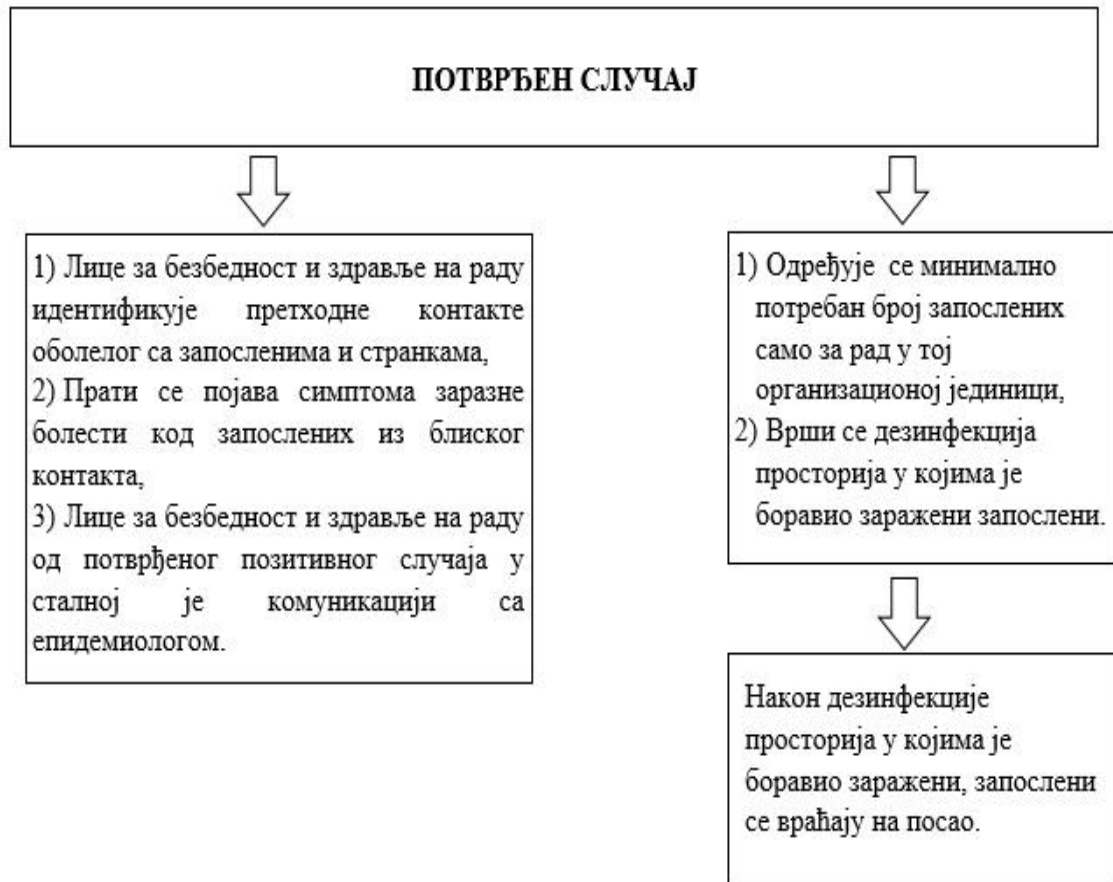 ПОТВРЂЕН СЛУЧАЈ
1) Лице за безбедност и здравље на раду
идентификује претходне контакте
оболелог са запосленима и странкама,
2) Прати се појава симптома заразне
болести код запослених из блиског
контакта,
3) Лице за безбедност и здравље на раду
од потврђеног позитивног случаја у
сталној је комуникацији са
епидемиологом.
1) Одређује се минимално
потребан број запослених
само за рад у тој
организационој јединици,
2) Врши се дезинфекција
просторија у којима је
боравио заражени запослени.
Након дезинфекције
просторија у којима је
боравио заражени, запослени
се враћају на посао.